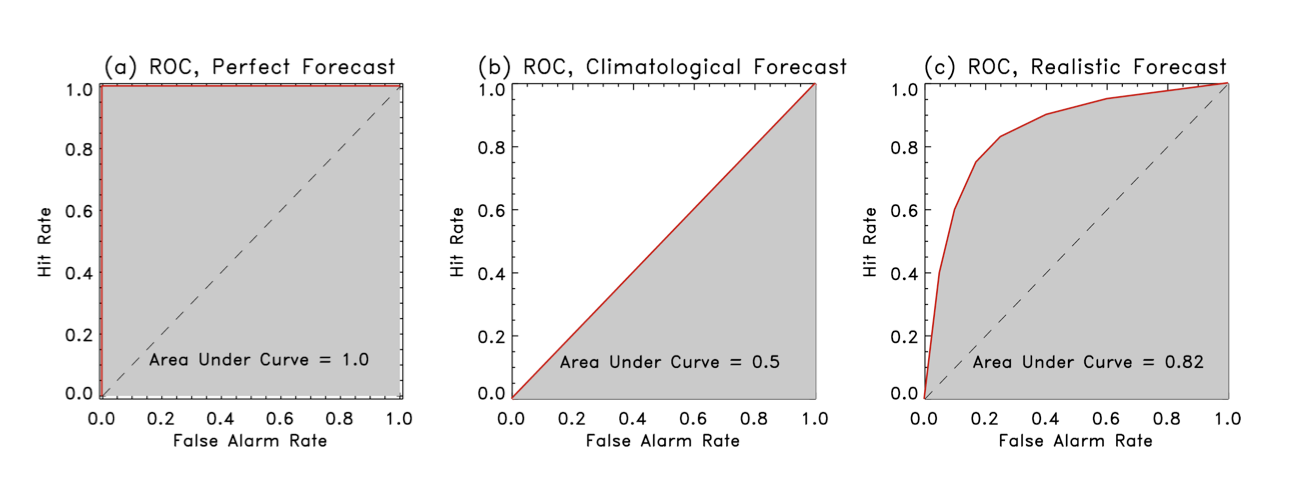 (a) ROC, Perfect Forecast
1.0
0.8
0.6
0.4
0.2
0.0
Hit Rate
Area Under Curve = 1.0
0.0 0.2 0.4 0.6 0.8 1.0
False Alarm Rate
(b) ROC, Climatological Forecast
1.0
0.8
0.6
0.4
0.2
0.0
Hit Rate
Area Under Curve = 0.5
0.0 0.2 0.4 0.6 0.8 1.0
False Alarm Rate
(c) ROC, Realistic Forecast
1.0
0.8
0.6
0.4
0.2
0.0
Hit Rate
Area Under Curve = 0.82
0.0 0.2 0.4 0.6 0.8 1.0
False Alarm Rate